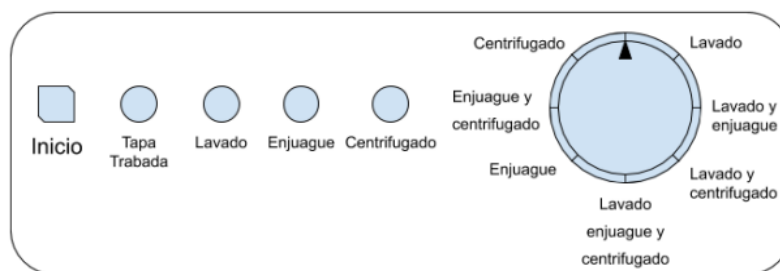 Inicio
Tapa
Trabada
Lavado
Enjuague
Centrifugado
Centrifugado
Lavado
Enjuague y
centrifugado
Lavado y
enjuague
Enjuague
Lavado y
centrifugado
Lavado
enjuague y
centrifugado